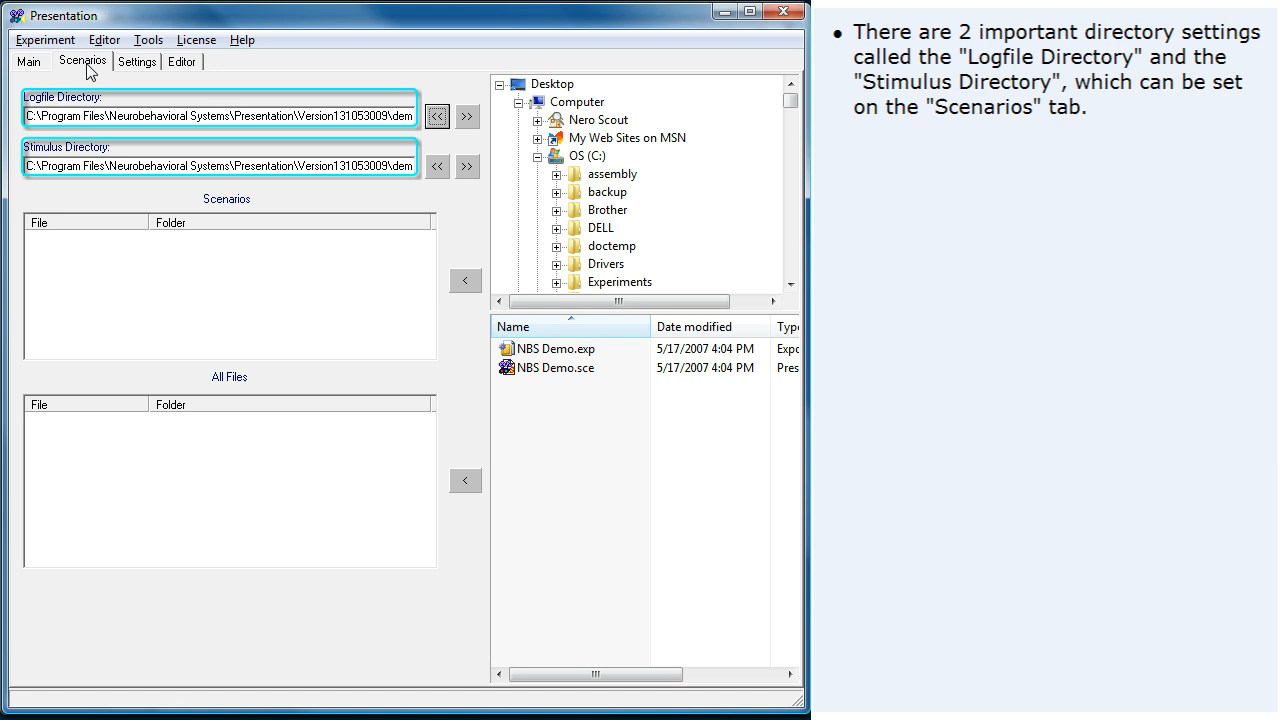 Presentation
Experiment Editor Tools License Help
Main Scenarios Settings Editor
Logfile Directory:
C:\Program Files\Neurobehavioral Systems\Presentation\Version131053009\dem
<< >>
Stimulus Directory:
C:\Program Files\Neurobehavioral Systems\Presentation\Version131053009\dem
<< >>
Scenarios
File Folder
<
All Files
File Folder
<
Desktop
Computer
Nero Scout
My Web Sites on MSN
OS (C:)
assembly
backup
Brother
DELL
doctemp
Drivers
Experiments
Name Date modified Type
NBS Demo.exp 5/17/2007 4:04 PM Expc
NBS Demo.sce 5/17/2007 4:04 PM Pres
• There are 2 important directory settings
called the "Logfile Directory" and the
"Stimulus Directory", which can be set
on the "Scenarios" tab.